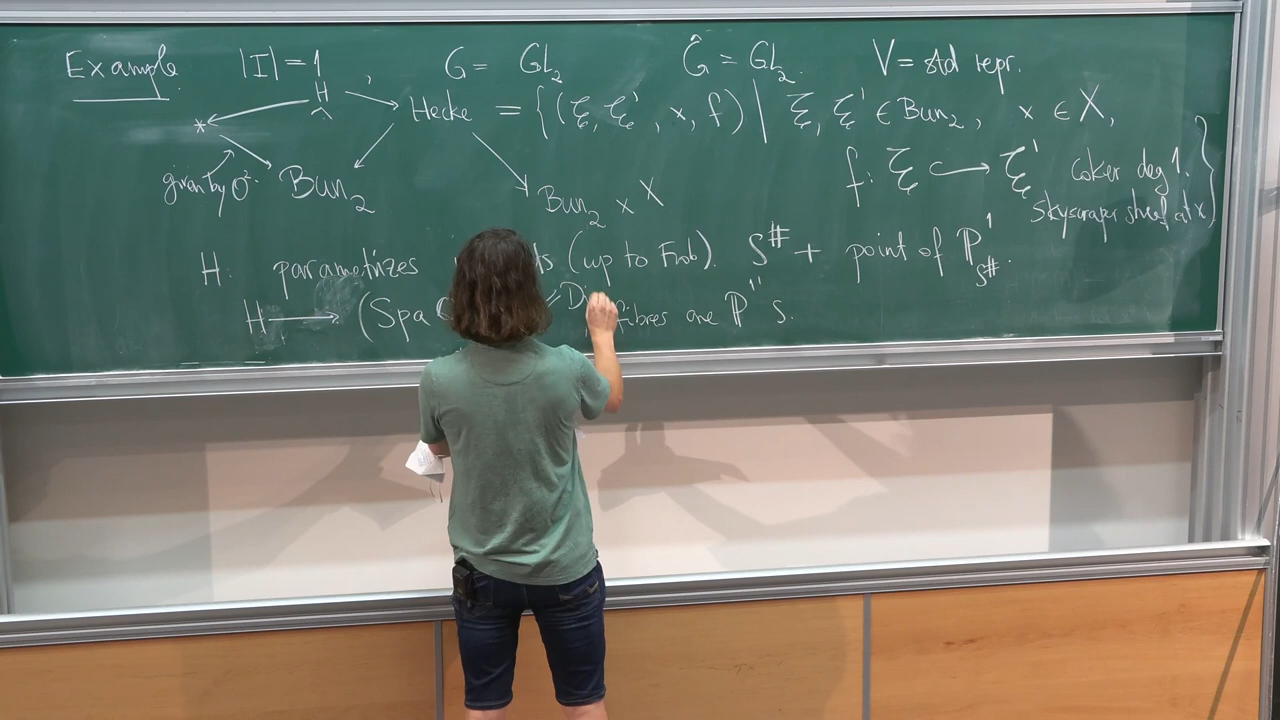 Example |I| = 1, G = GL₂ Ĝ = GL₂. V = std repr.
* ← H → Hecke = {(ξ, ξ', x, f) | ξ, ξ' ∈ Bun₂, x ∈ X,
given by O². Bun₂ Bun₂ × X f: ξ ↪ ξ' coker deg 1. skyscraper sheaf at x}
H: parametrizes (up to Frob). S^# + point of ℙ¹_{S^#}.
H → (Spa fibres are ℙ¹'s.